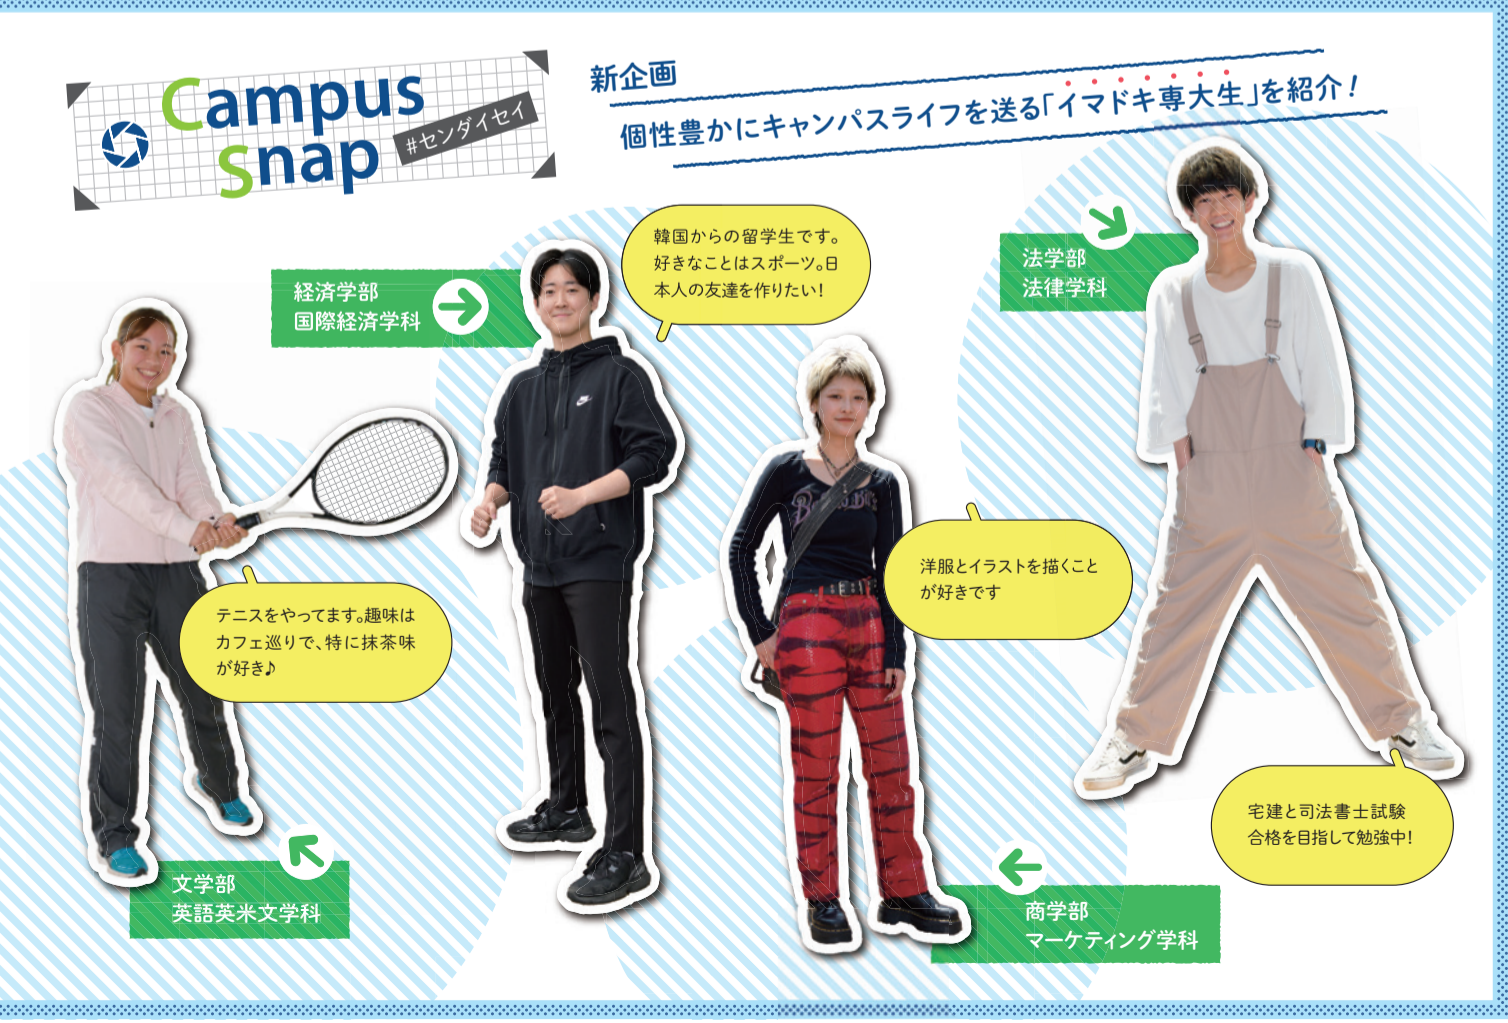 Campus
Snap
#センダイセイ
新企画
個性豊かにキャンパスライフを送る「イマドキ専大生」を紹介！
経済学部
国際経済学科
韓国からの留学生です。
好きなことはスポーツ。日
本人の友達を作りたい！
法学部
法律学科
テニスをやってます。趣味は
カフェ巡りで、特に抹茶味
が好き♪
洋服とイラストを描くこと
が好きです
宅建と司法書士試験
合格を目指して勉強中！
文学部
英語英米文学科
商学部
マーケティング学科